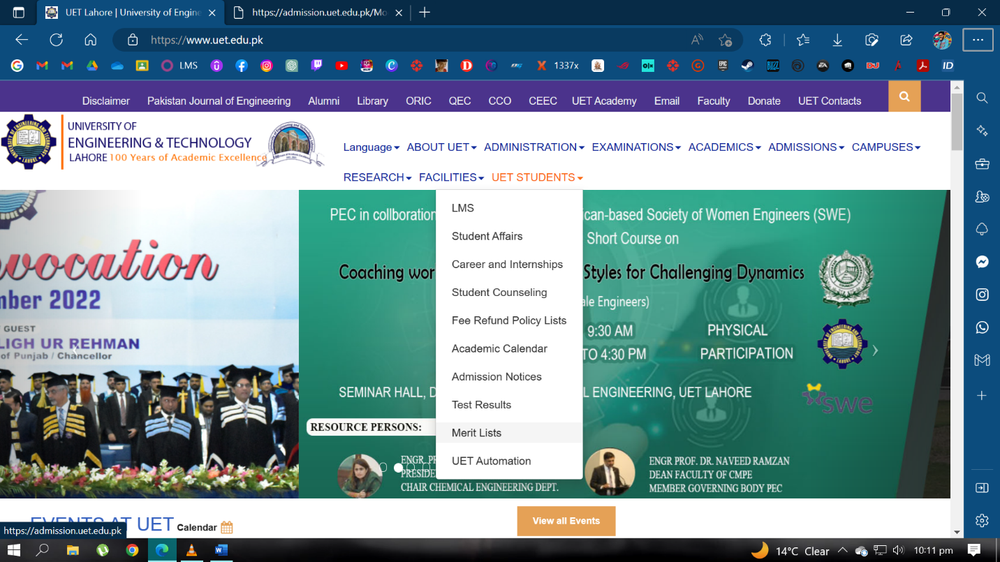 UET Lahore | University of Engine
https://admission.uet.edu.pk/Mo
https://www.uet.edu.pk
LMS
1337x
Disclaimer Pakistan Journal of Engineering Alumni Library ORIC QEC CCO CEEC UET Academy Email Faculty Donate UET Contacts
UNIVERSITY OF
ENGINEERING & TECHNOLOGY
LAHORE 100 Years of Academic Excellence
Language ABOUT UET ADMINISTRATION EXAMINATIONS ACADEMICS ADMISSIONS CAMPUSES
RESEARCH FACILITIES UET STUDENTS
LMS
Student Affairs
Career and Internships
Student Counseling
Fee Refund Policy Lists
Academic Calendar
Admission Notices
Test Results
Merit Lists
UET Automation
vocation
mber 2022
GUEST
LIGH UR REHMAN
of Punjab / Chancellor
PEC in collboration ican-based Society of Women Engineers (SWE)
Short Course on
Coaching wor Styles for Challenging Dynamics
ale Engineers)
9:30 AM
TO 4:30 PM
PHYSICAL
PARTICIPATION
SEMINAR HALL, D L ENGINEERING, UET LAHORE
swe
RESOURCE PERSONS:
ENGR. PR
PRESIDE
CHAIR CHEMICAL ENGINEERING DEPT.
ENGR PROF. DR. NAVEED RAMZAN
DEAN FACULTY OF CMPE
MEMBER GOVERNING BODY PEC
EVENTS AT UET Calendar
View all Events
https://admission.uet.edu.pk
14°C Clear
10:11 pm